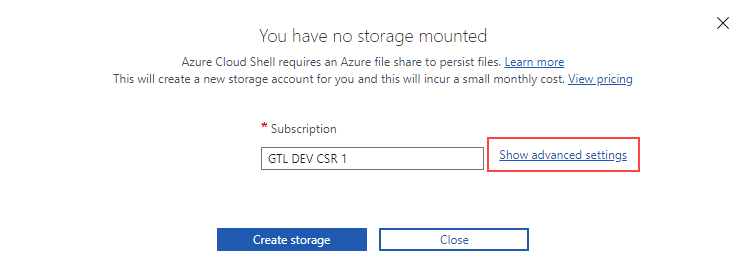 You have no storage mounted
Azure Cloud Shell requires an Azure file share to persist files. Learn more
This will create a new storage account for you and this will incur a small monthly cost. View pricing
* Subscription
GTL DEV CSR 1
Show advanced settings
Create storage
Close